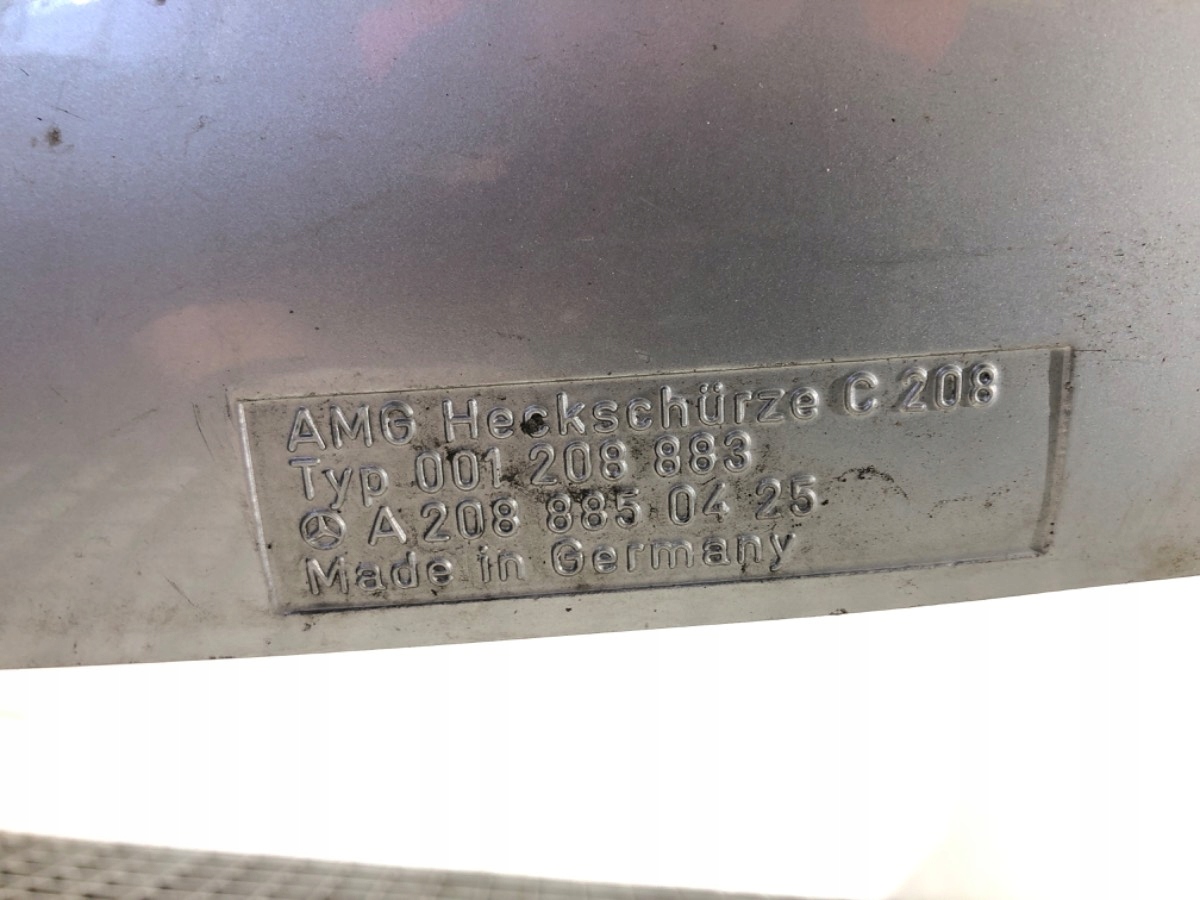 AMG Heckschürze C 208
Typ 001 208 883
A 208 885 04 25
Made in Germany